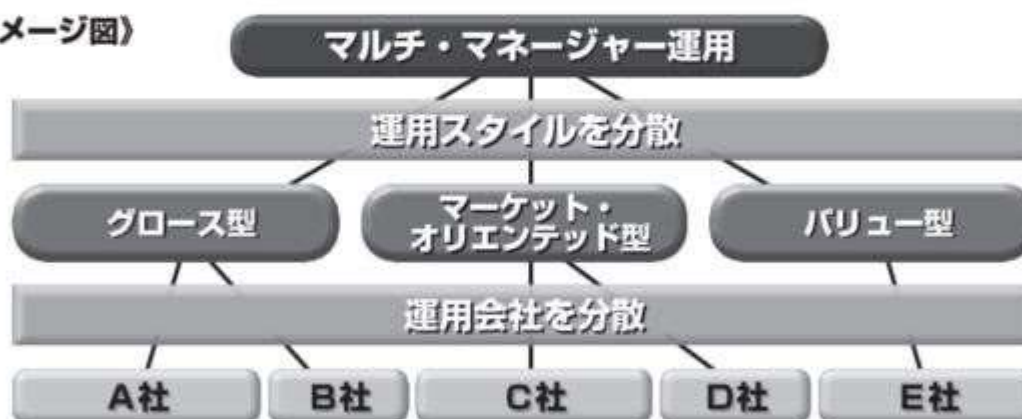 メージ図》
マルチ・マネージャー運用
運用スタイルを分散
グロース型
マーケット・
オリエンテッド型
バリュー型
運用会社を分散
A社
B社
C社
D社
E社